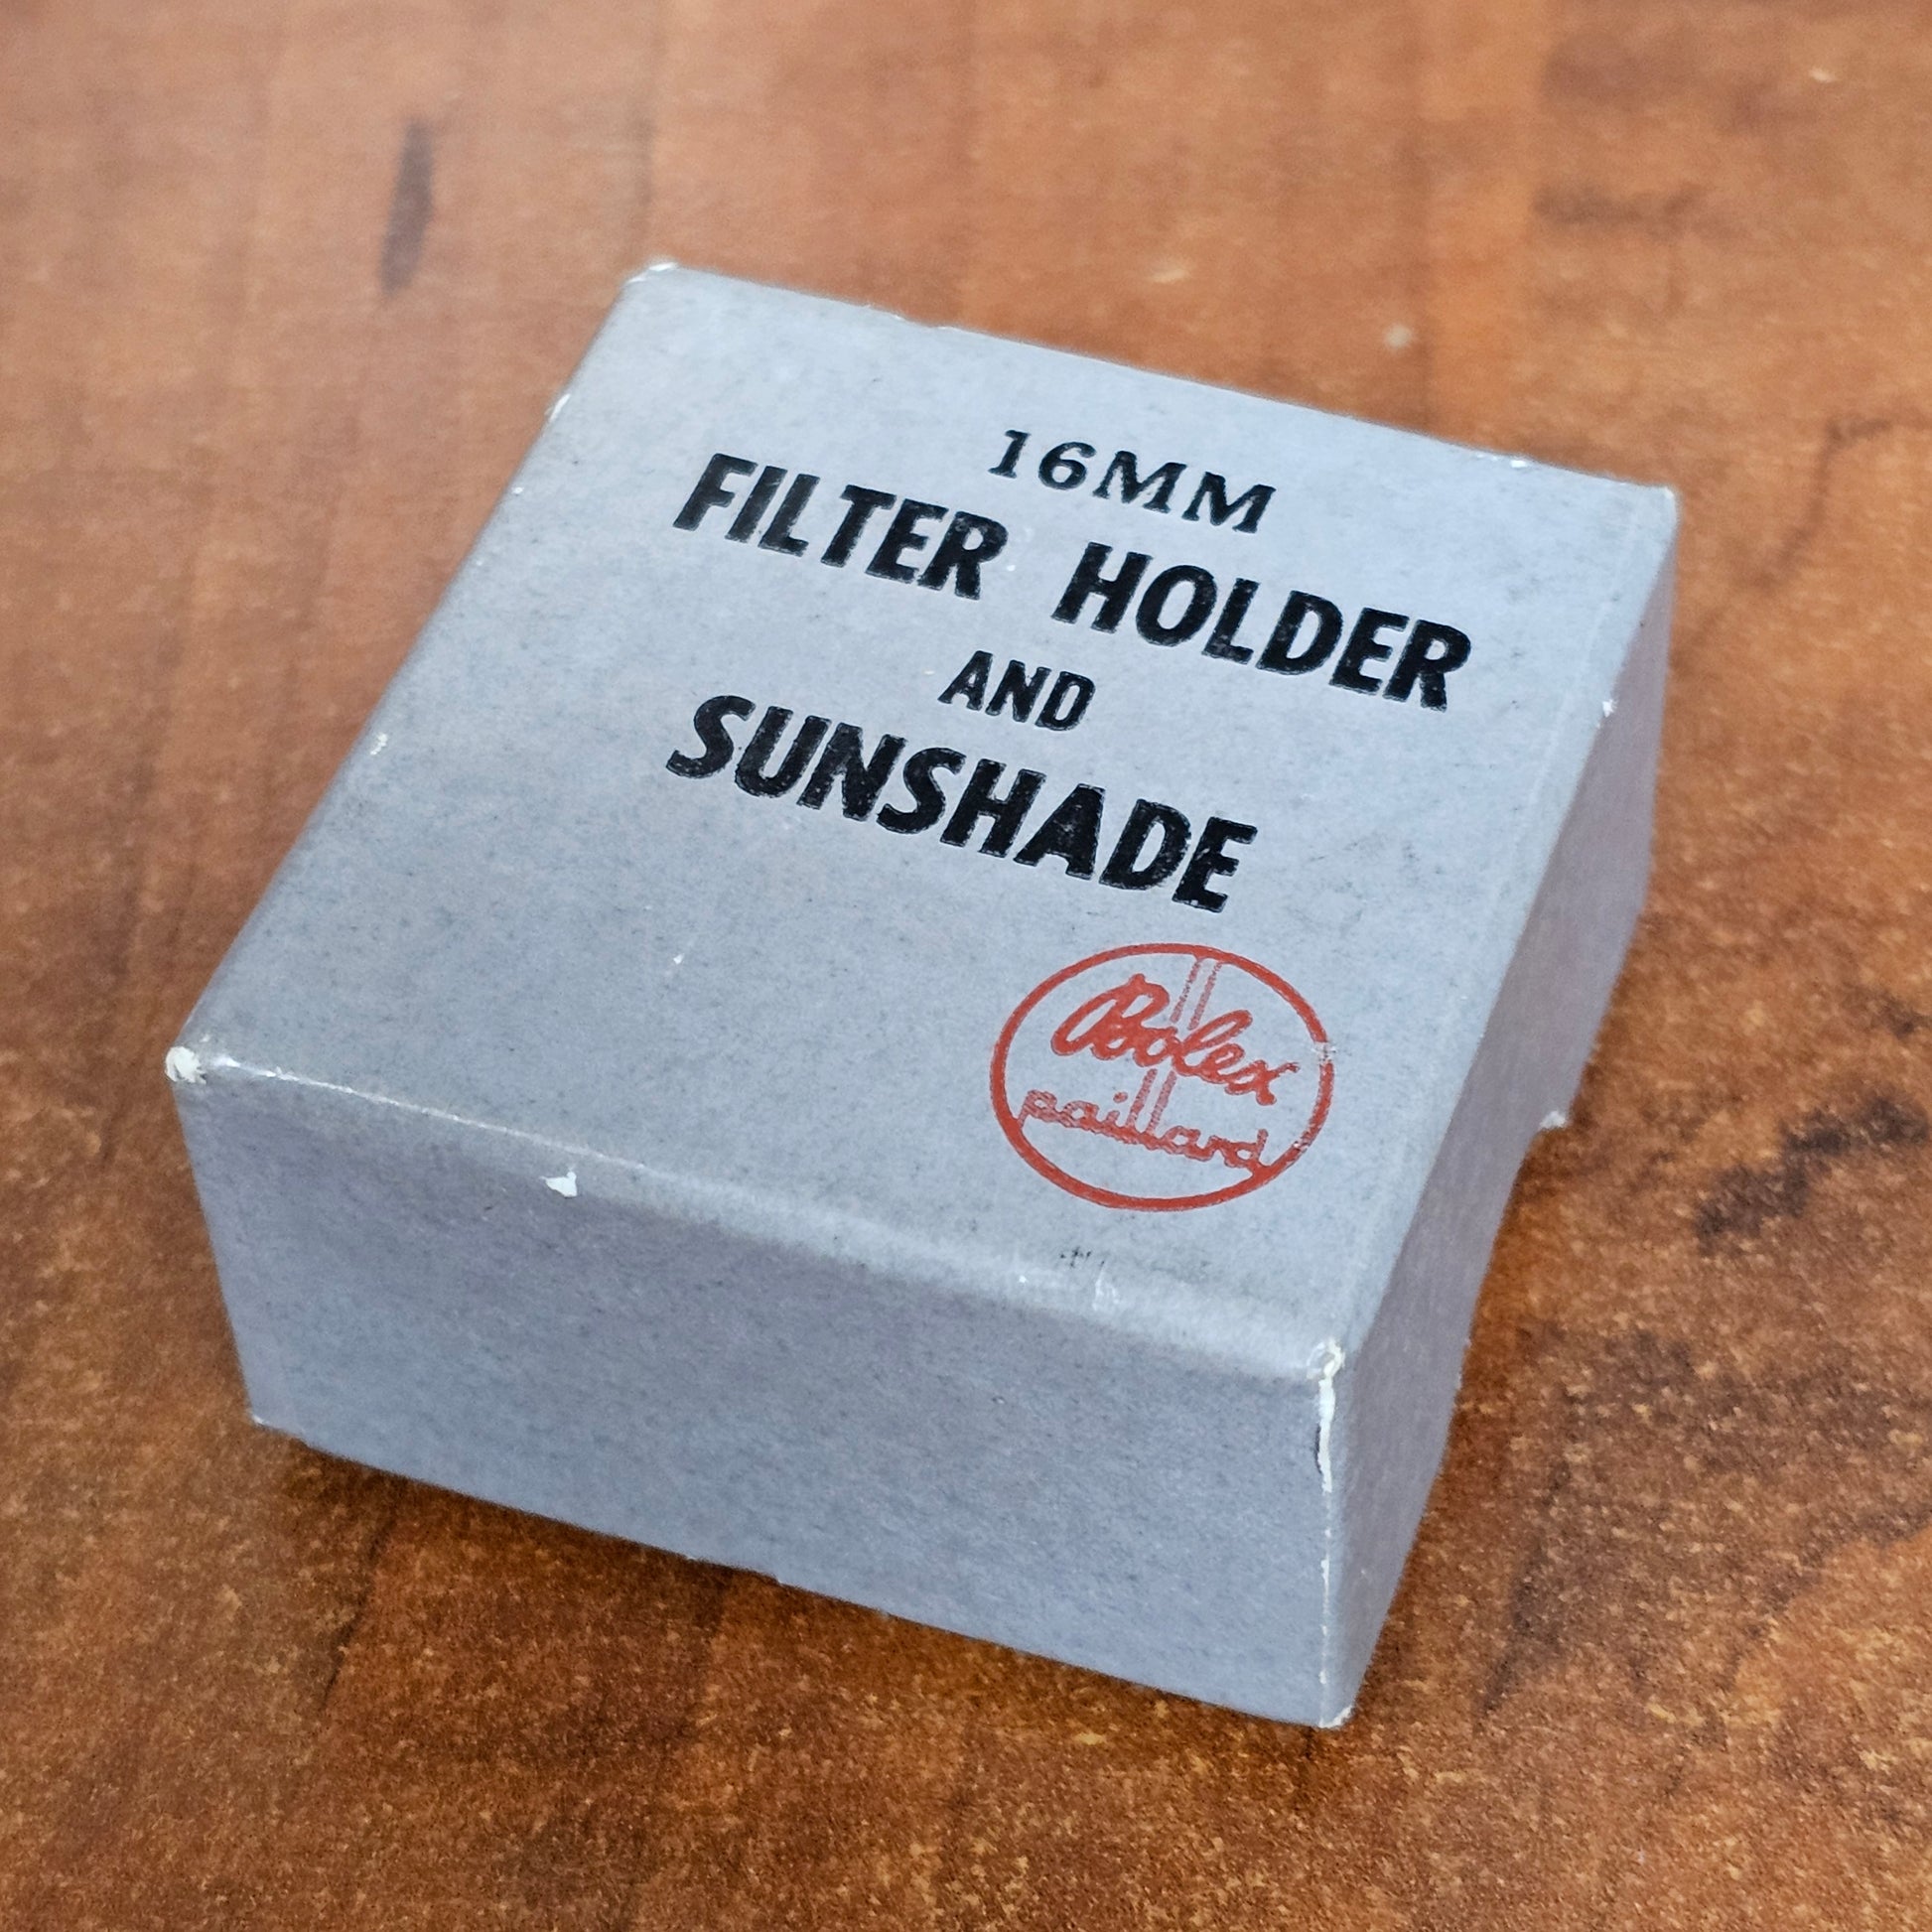 16MM
FILTER HOLDER
AND
SUNSHADE
Bolex
paillard